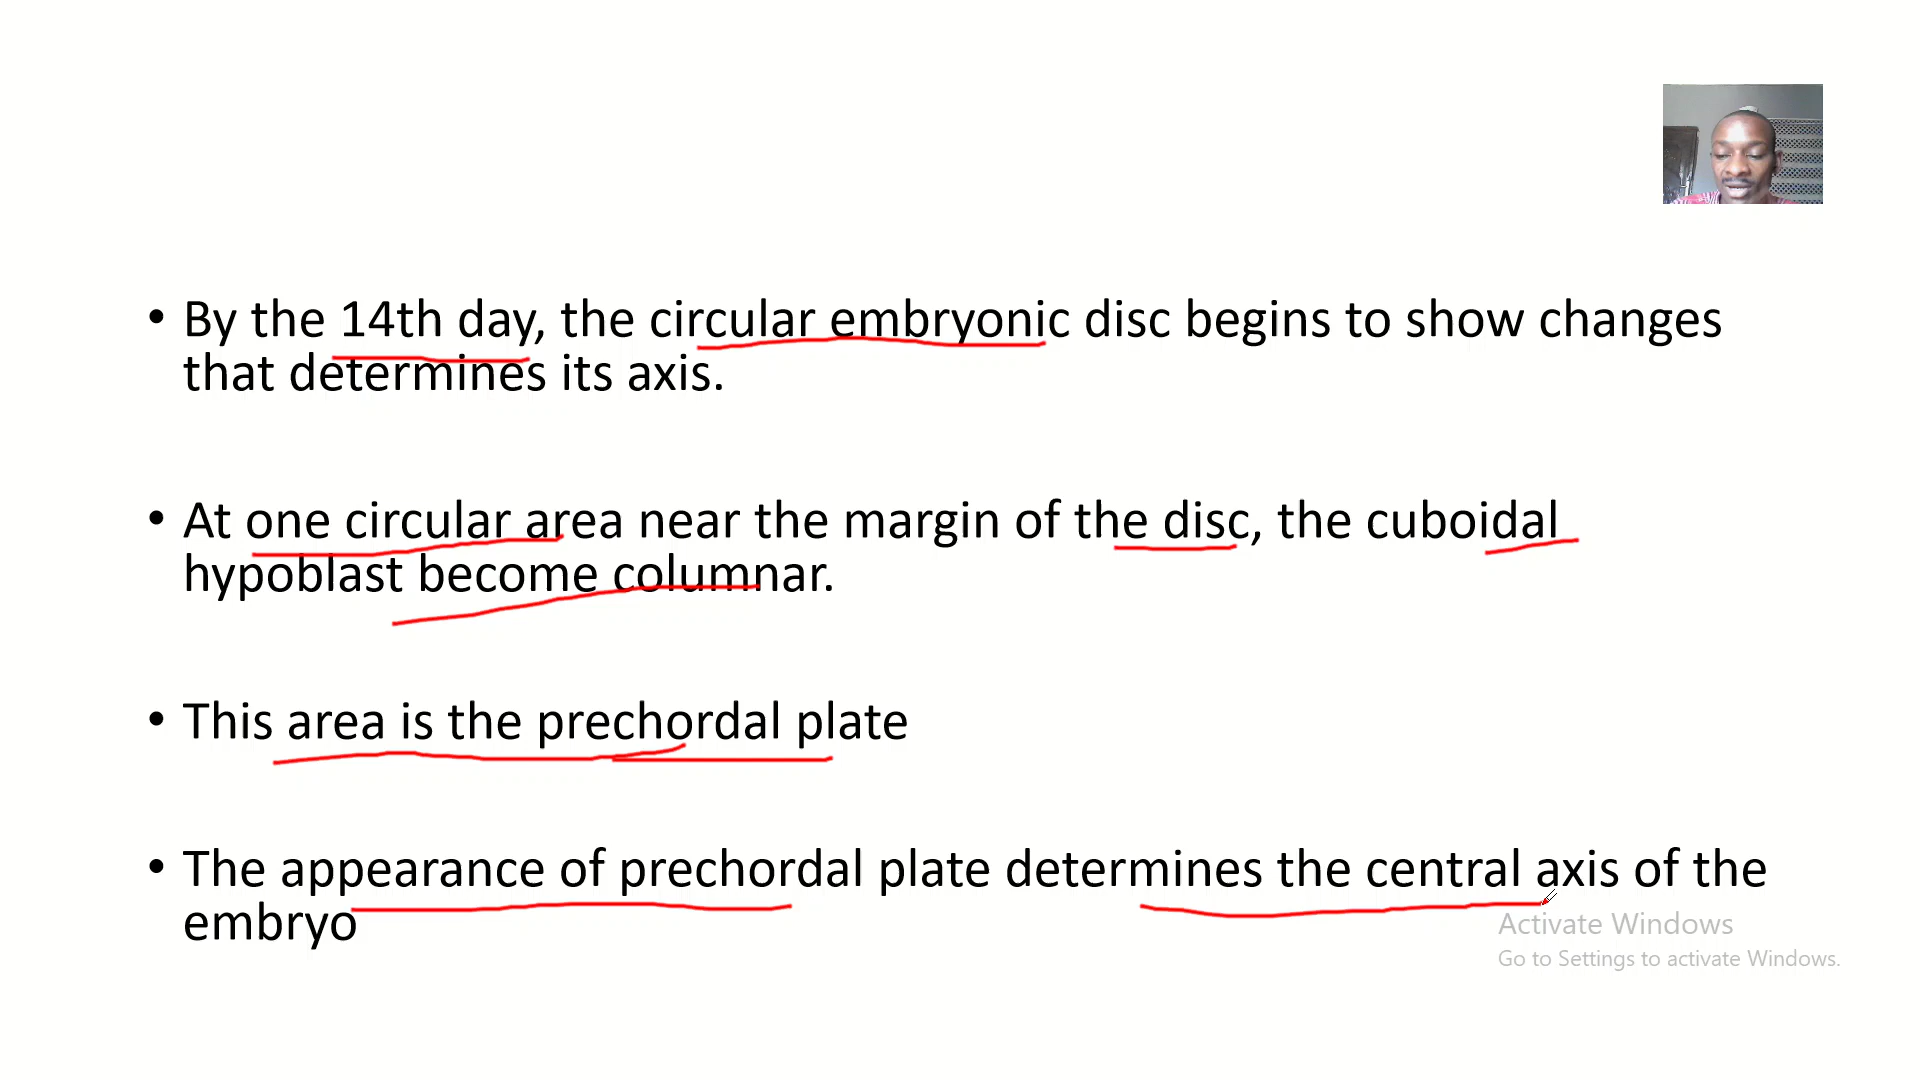 • By the 14th day, the circular embryonic disc begins to show changes
that determines its axis.
• At one circular area near the margin of the disc, the cuboidal
hypoblast become columnar.
• This area is the prechordal plate
• The appearance of prechordal plate determines the central axis of the
embryo
Activate Windows
Go to Settings to activate Windows.